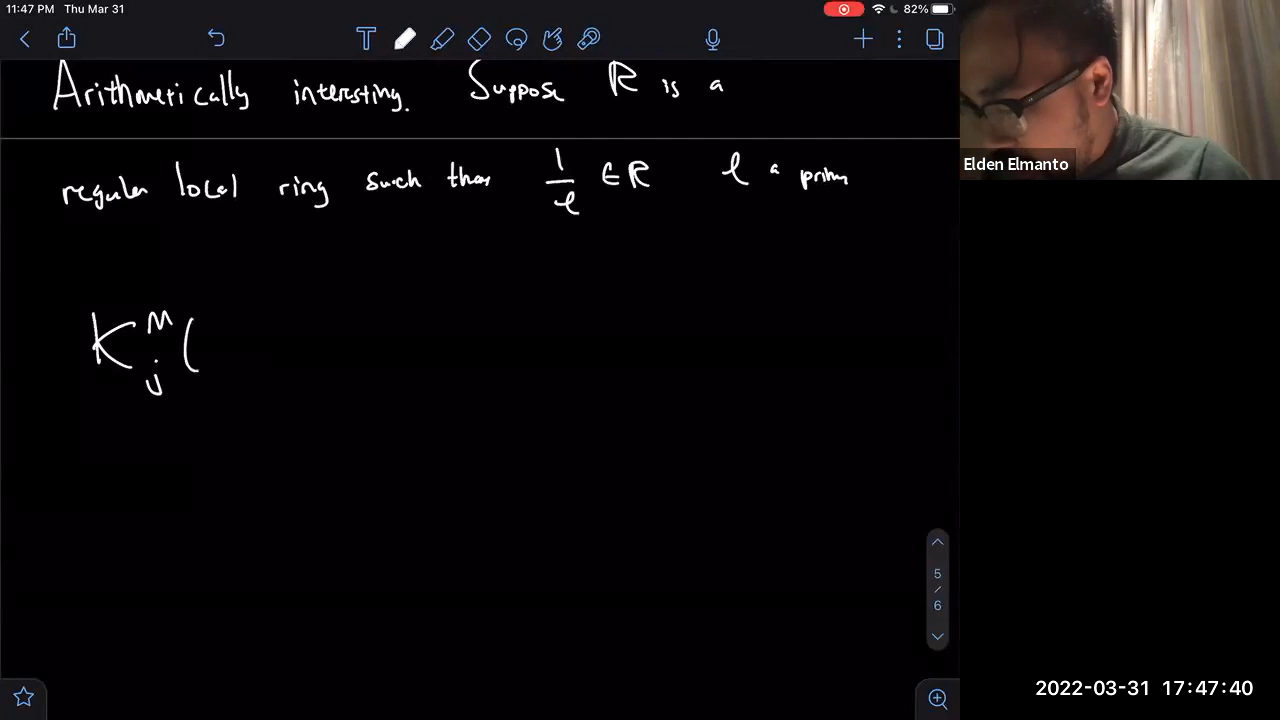 11:47 PM Thu Mar 31
82%
T
Arithmetically interesting. Suppose R is a
regular local ring such that 1/ℓ ∈ R ℓ a prime
K^M_j (
Elden Elmanto
5
/
6
2022-03-31 17:47:40